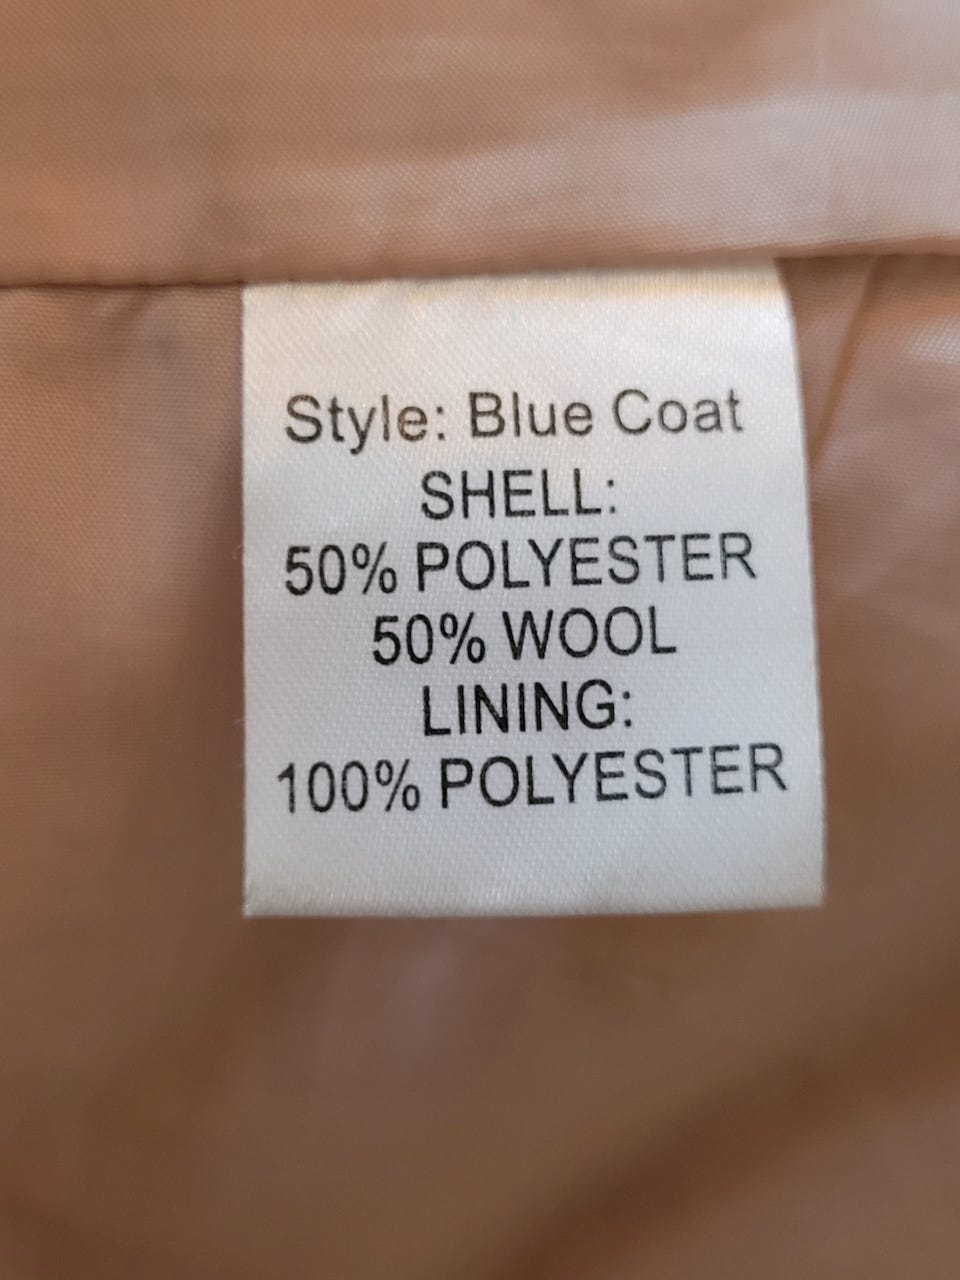 Style: Blue Coat
SHELL:
50% POLYESTER
50% WOOL
LINING:
100% POLYESTER